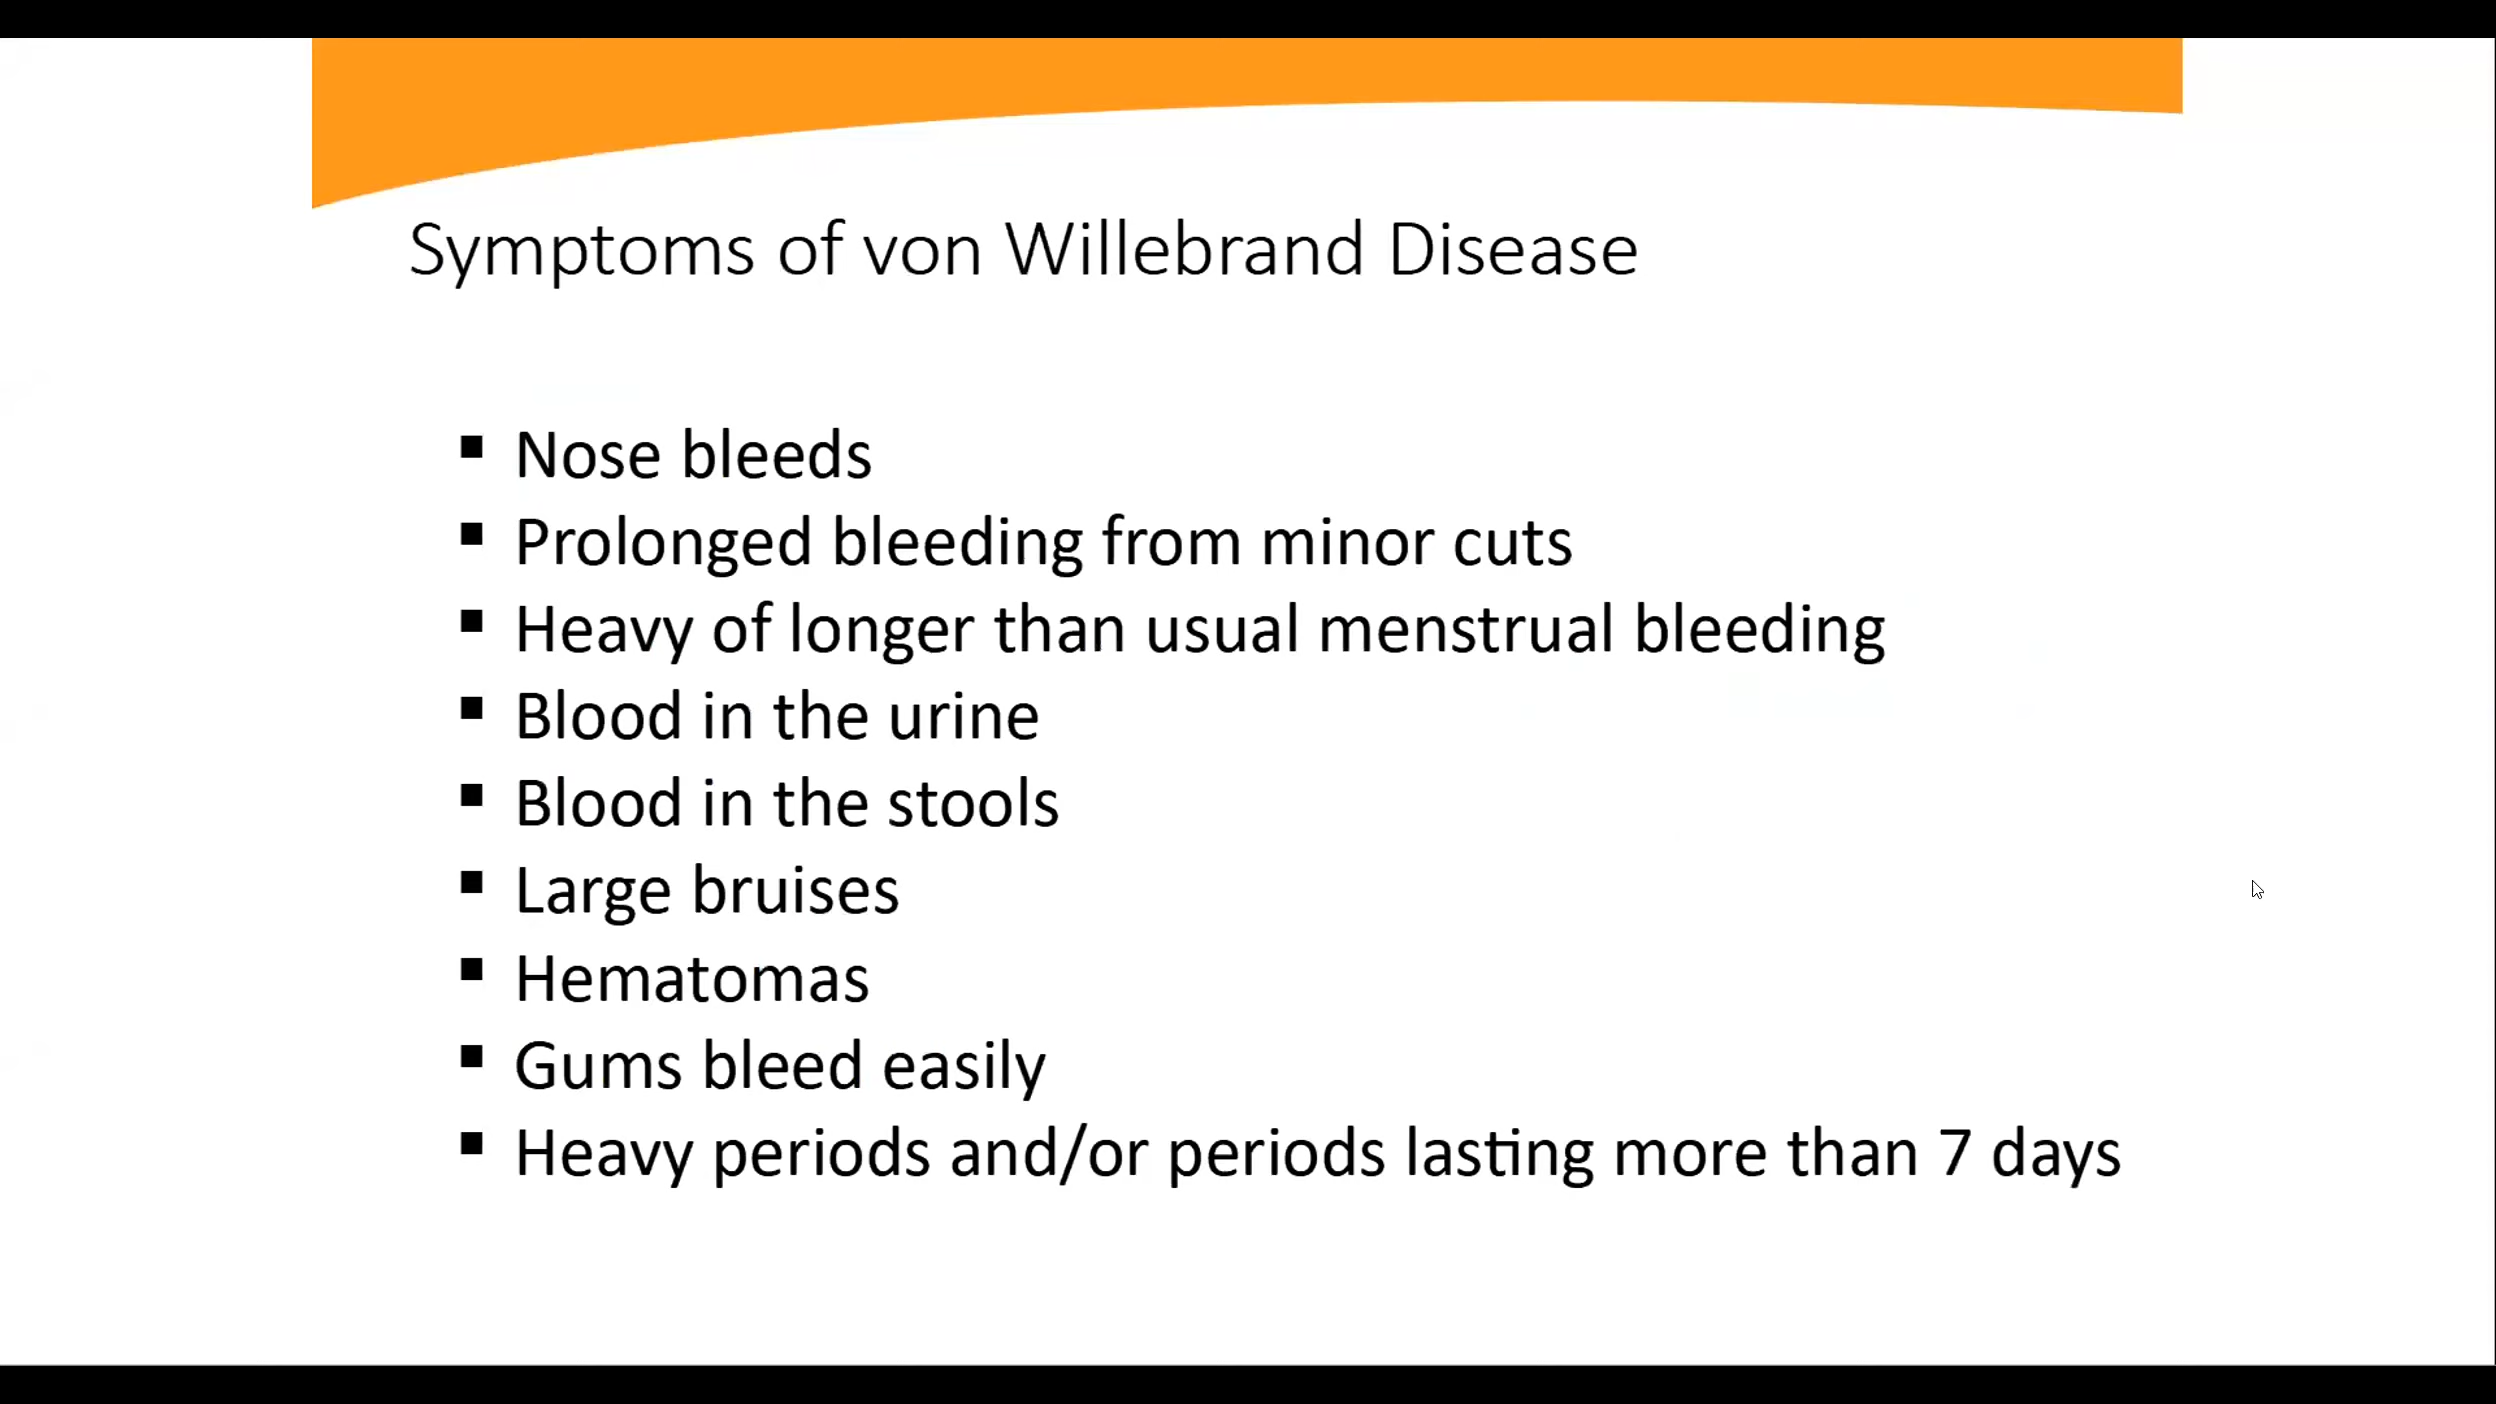 Symptoms of von Willebrand Disease
▪ Nose bleeds
▪ Prolonged bleeding from minor cuts
▪ Heavy of longer than usual menstrual bleeding
▪ Blood in the urine
▪ Blood in the stools
▪ Large bruises
▪ Hematomas
▪ Gums bleed easily
▪ Heavy periods and/or periods lasting more than 7 days